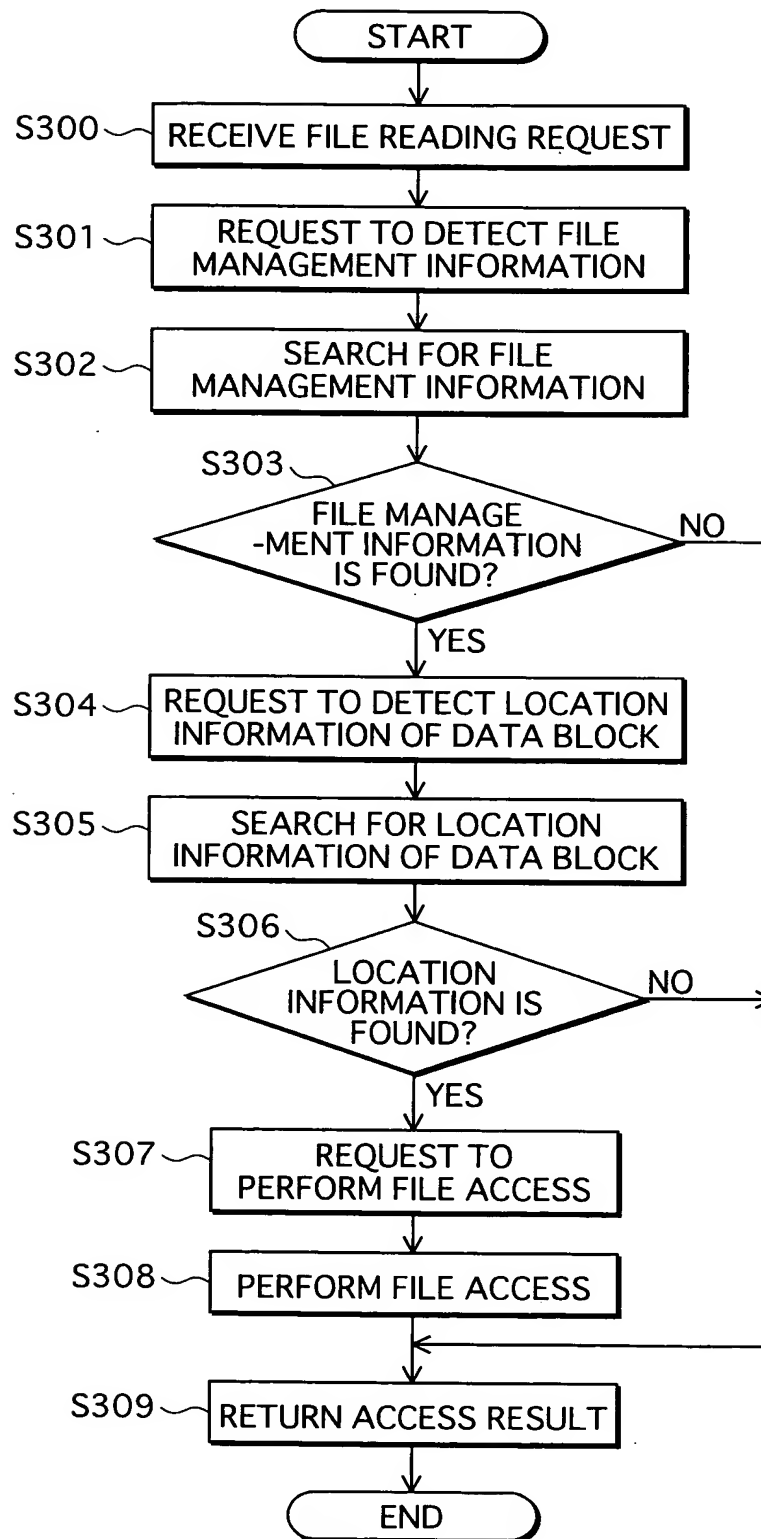 START
S300
RECEIVE FILE READING REQUEST
S301
REQUEST TO DETECT FILE
MANAGEMENT INFORMATION
S302
SEARCH FOR FILE
MANAGEMENT INFORMATION
S303
FILE MANAGE
-MENT INFORMATION
IS FOUND?
NO
YES
S304
REQUEST TO DETECT LOCATION
INFORMATION OF DATA BLOCK
S305
SEARCH FOR LOCATION
INFORMATION OF DATA BLOCK
S306
LOCATION
INFORMATION IS
FOUND?
NO
YES
S307
REQUEST TO
PERFORM FILE ACCESS
S308
PERFORM FILE ACCESS
S309
RETURN ACCESS RESULT
END